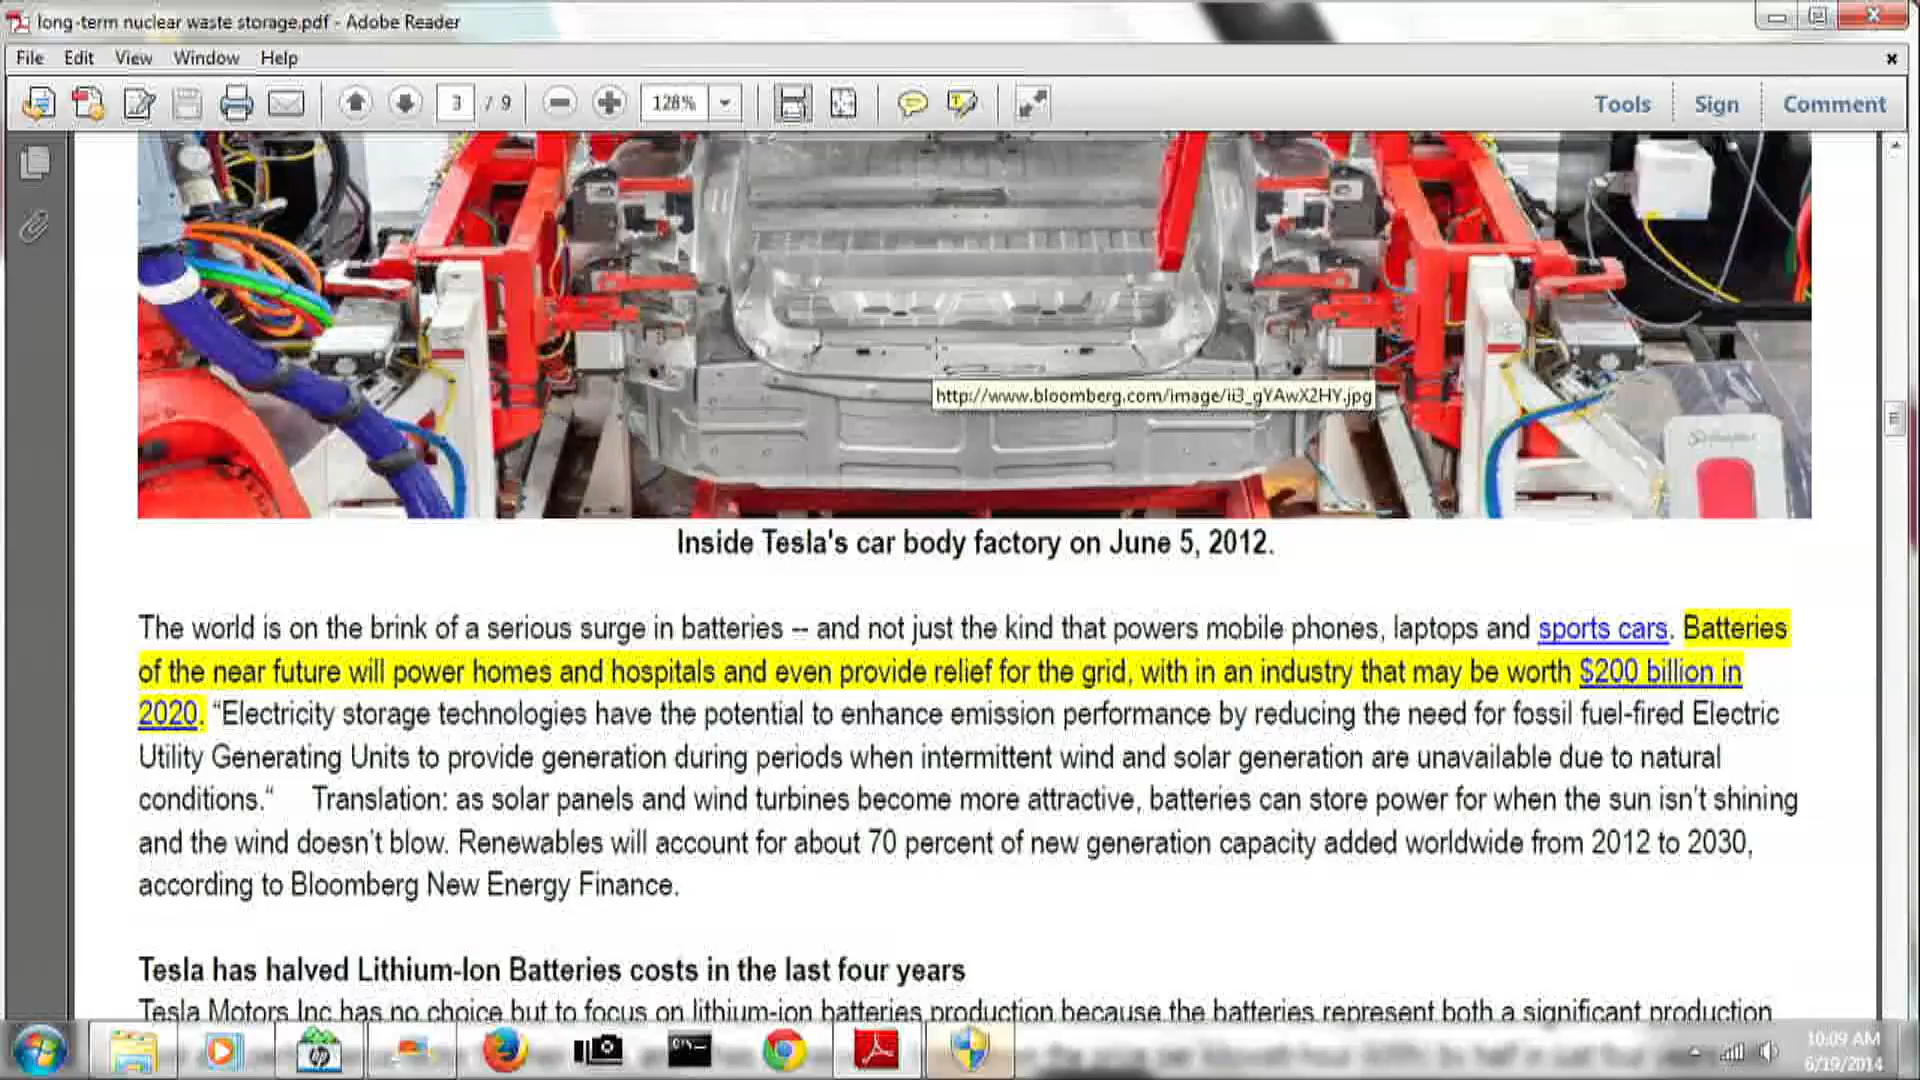 long-term nuclear waste storage.pdf - Adobe Reader
File Edit View Window Help
3 / 9 128% Tools Sign Comment
http://www.bloomberg.com/image/ii3_gYAwX2HY.jpg
Inside Tesla's car body factory on June 5, 2012.
The world is on the brink of a serious surge in batteries -- and not just the kind that powers mobile phones, laptops and sports cars. Batteries
of the near future will power homes and hospitals and even provide relief for the grid, with in an industry that may be worth $200 billion in
2020. “Electricity storage technologies have the potential to enhance emission performance by reducing the need for fossil fuel-fired Electric
Utility Generating Units to provide generation during periods when intermittent wind and solar generation are unavailable due to natural
conditions.“ Translation: as solar panels and wind turbines become more attractive, batteries can store power for when the sun isn’t shining
and the wind doesn’t blow. Renewables will account for about 70 percent of new generation capacity added worldwide from 2012 to 2030,
according to Bloomberg New Energy Finance.
Tesla has halved Lithium-Ion Batteries costs in the last four years
Tesla Motors Inc has no choice but to focus on lithium-ion batteries production because the batteries represent both a significant production
10:09 AM
6/19/2014